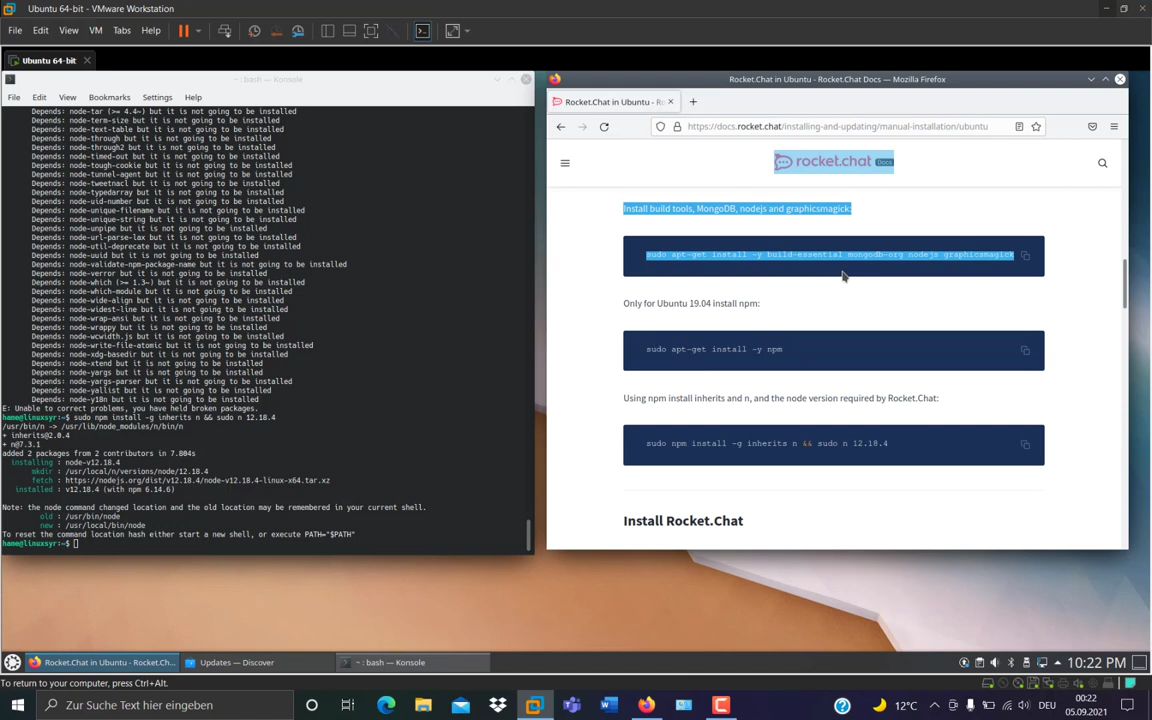 Ubuntu 64-bit - VMware Workstation
File Edit View VM Tabs Help
Ubuntu 64-bit
~ : bash — Konsole
File Edit View Bookmarks Settings Help
Depends: node-tar (>= 4.4~) but it is not going to be installed
Depends: node-term-size but it is not going to be installed
Depends: node-text-table but it is not going to be installed
Depends: node-through but it is not going to be installed
Depends: node-through2 but it is not going to be installed
Depends: node-timed-out but it is not going to be installed
Depends: node-tough-cookie but it is not going to be installed
Depends: node-tunnel-agent but it is not going to be installed
Depends: node-tweetnacl but it is not going to be installed
Depends: node-typedarray but it is not going to be installed
Depends: node-uid-number but it is not going to be installed
Depends: node-unique-filename but it is not going to be installed
Depends: node-unique-string but it is not going to be installed
Depends: node-unpipe but it is not going to be installed
Depends: node-url-parse-lax but it is not going to be installed
Depends: node-util-deprecate but it is not going to be installed
Depends: node-uuid but it is not going to be installed
Depends: node-validate-npm-package-name but it is not going to be installed
Depends: node-verror but it is not going to be installed
Depends: node-which (>= 1.3~) but it is not going to be installed
Depends: node-which-module but it is not going to be installed
Depends: node-wide-align but it is not going to be installed
Depends: node-widest-line but it is not going to be installed
Depends: node-wrap-ansi but it is not going to be installed
Depends: node-wrappy but it is not going to be installed
Depends: node-wcwidth.js but it is not going to be installed
Depends: node-write-file-atomic but it is not going to be installed
Depends: node-xdg-basedir but it is not going to be installed
Depends: node-xtend but it is not going to be installed
Depends: node-yargs but it is not going to be installed
Depends: node-yargs-parser but it is not going to be installed
Depends: node-yallist but it is not going to be installed
Depends: node-y18n but it is not going to be installed
E: Unable to correct problems, you have held broken packages.
hame@linuxsyr:~$ sudo npm install -g inherits n && sudo n 12.18.4
/usr/bin/n -> /usr/lib/node_modules/n/bin/n
+ inherits@2.0.4
+ n@7.3.1
added 2 packages from 2 contributors in 7.804s
installing : node-v12.18.4
mkdir : /usr/local/n/versions/node/12.18.4
fetch : https://nodejs.org/dist/v12.18.4/node-v12.18.4-linux-x64.tar.xz
installed : v12.18.4 (with npm 6.14.6)
Note: the node command changed location and the old location may be remembered in your current shell.
old : /usr/bin/node
new : /usr/local/bin/node
To reset the command location hash either start a new shell, or execute PATH="$PATH"
hame@linuxsyr:~$
Rocket.Chat in Ubuntu - Rocket.Chat Docs — Mozilla Firefox
Rocket.Chat in Ubuntu - Ro
https://docs.rocket.chat/installing-and-updating/manual-installation/ubuntu
rocket.chat Docs
Install build tools, MongoDB, nodejs and graphicsmagick:
sudo apt-get install -y build-essential mongodb-org nodejs graphicsmagick
Only for Ubuntu 19.04 install npm:
sudo apt-get install -y npm
Using npm install inherits and n, and the node version required by Rocket.Chat:
sudo npm install -g inherits n && sudo n 12.18.4
Install Rocket.Chat
Rocket.Chat in Ubuntu - Rocket.Ch... Updates — Discover ~ : bash — Konsole 10:22 PM
To return to your computer, press Ctrl+Alt.
Zur Suche Text hier eingeben 12°C DEU 00:22
05.09.2021